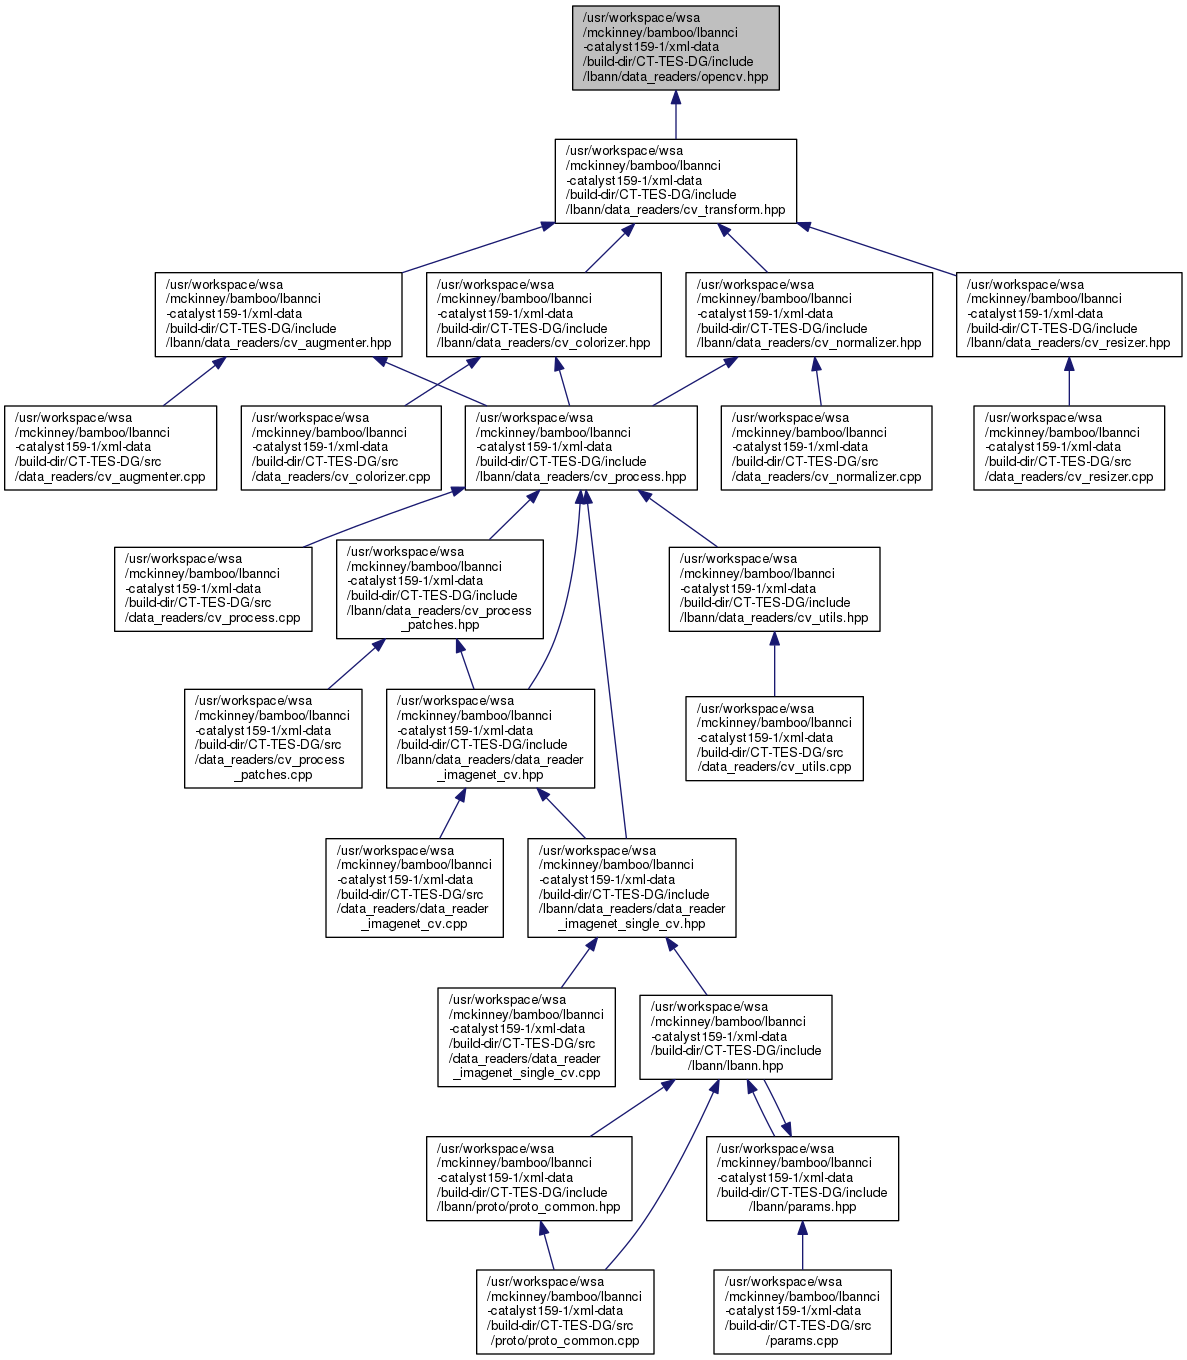 /usr/workspace/wsa
/mckinney/bamboo/lbannci
-catalyst159-1/xml-data
/build-dir/CT-TES-DG/include
/lbann/data_readers/opencv.hpp
/usr/workspace/wsa
/mckinney/bamboo/lbannci
-catalyst159-1/xml-data
/build-dir/CT-TES-DG/include
/lbann/data_readers/cv_transform.hpp
/usr/workspace/wsa
/mckinney/bamboo/lbannci
-catalyst159-1/xml-data
/build-dir/CT-TES-DG/include
/lbann/data_readers/cv_augmenter.hpp
/usr/workspace/wsa
/mckinney/bamboo/lbannci
-catalyst159-1/xml-data
/build-dir/CT-TES-DG/include
/lbann/data_readers/cv_colorizer.hpp
/usr/workspace/wsa
/mckinney/bamboo/lbannci
-catalyst159-1/xml-data
/build-dir/CT-TES-DG/include
/lbann/data_readers/cv_normalizer.hpp
/usr/workspace/wsa
/mckinney/bamboo/lbannci
-catalyst159-1/xml-data
/build-dir/CT-TES-DG/include
/lbann/data_readers/cv_resizer.hpp
/usr/workspace/wsa
/mckinney/bamboo/lbannci
-catalyst159-1/xml-data
/build-dir/CT-TES-DG/src
/data_readers/cv_augmenter.cpp
/usr/workspace/wsa
/mckinney/bamboo/lbannci
-catalyst159-1/xml-data
/build-dir/CT-TES-DG/src
/data_readers/cv_colorizer.cpp
/usr/workspace/wsa
/mckinney/bamboo/lbannci
-catalyst159-1/xml-data
/build-dir/CT-TES-DG/include
/lbann/data_readers/cv_process.hpp
/usr/workspace/wsa
/mckinney/bamboo/lbannci
-catalyst159-1/xml-data
/build-dir/CT-TES-DG/src
/data_readers/cv_normalizer.cpp
/usr/workspace/wsa
/mckinney/bamboo/lbannci
-catalyst159-1/xml-data
/build-dir/CT-TES-DG/src
/data_readers/cv_resizer.cpp
/usr/workspace/wsa
/mckinney/bamboo/lbannci
-catalyst159-1/xml-data
/build-dir/CT-TES-DG/src
/data_readers/cv_process.cpp
/usr/workspace/wsa
/mckinney/bamboo/lbannci
-catalyst159-1/xml-data
/build-dir/CT-TES-DG/include
/lbann/data_readers/cv_process
_patches.hpp
/usr/workspace/wsa
/mckinney/bamboo/lbannci
-catalyst159-1/xml-data
/build-dir/CT-TES-DG/include
/lbann/data_readers/cv_utils.hpp
/usr/workspace/wsa
/mckinney/bamboo/lbannci
-catalyst159-1/xml-data
/build-dir/CT-TES-DG/src
/data_readers/cv_process
_patches.cpp
/usr/workspace/wsa
/mckinney/bamboo/lbannci
-catalyst159-1/xml-data
/build-dir/CT-TES-DG/include
/lbann/data_readers/data_reader
_imagenet_cv.hpp
/usr/workspace/wsa
/mckinney/bamboo/lbannci
-catalyst159-1/xml-data
/build-dir/CT-TES-DG/src
/data_readers/cv_utils.cpp
/usr/workspace/wsa
/mckinney/bamboo/lbannci
-catalyst159-1/xml-data
/build-dir/CT-TES-DG/src
/data_readers/data_reader
_imagenet_cv.cpp
/usr/workspace/wsa
/mckinney/bamboo/lbannci
-catalyst159-1/xml-data
/build-dir/CT-TES-DG/include
/lbann/data_readers/data_reader
_imagenet_single_cv.hpp
/usr/workspace/wsa
/mckinney/bamboo/lbannci
-catalyst159-1/xml-data
/build-dir/CT-TES-DG/src
/data_readers/data_reader
_imagenet_single_cv.cpp
/usr/workspace/wsa
/mckinney/bamboo/lbannci
-catalyst159-1/xml-data
/build-dir/CT-TES-DG/include
/lbann/lbann.hpp
/usr/workspace/wsa
/mckinney/bamboo/lbannci
-catalyst159-1/xml-data
/build-dir/CT-TES-DG/include
/lbann/proto/proto_common.hpp
/usr/workspace/wsa
/mckinney/bamboo/lbannci
-catalyst159-1/xml-data
/build-dir/CT-TES-DG/include
/lbann/params.hpp
/usr/workspace/wsa
/mckinney/bamboo/lbannci
-catalyst159-1/xml-data
/build-dir/CT-TES-DG/src
/proto/proto_common.cpp
/usr/workspace/wsa
/mckinney/bamboo/lbannci
-catalyst159-1/xml-data
/build-dir/CT-TES-DG/src
/params.cpp